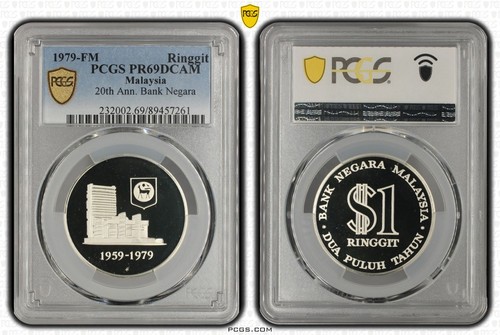 PCGS
1979-FM Ringgit
PCGS PR69DCAM
Malaysia
20th Ann. Bank Negara
232002.69/89457261
PCGS
1959-1979
PCGS
BANK NEGARA MALAYSIA
$1
RINGGIT
DUA PULUH TAHUN
PCGS.COM